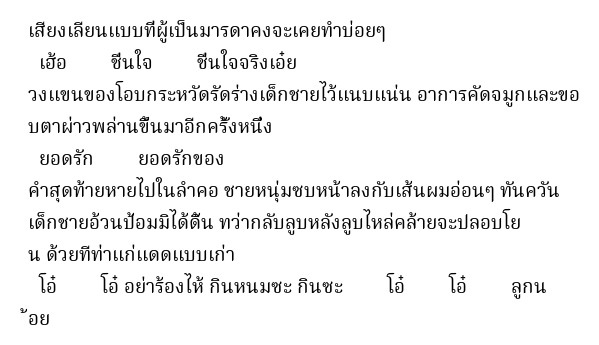 เสียงเลียนแบบที่ผู้เป็นมารดาคงจะเคยทำบ่อยๆ
เฮ้อ ชื่นใจ ชื่นใจจริงเอ๋ย
วงแขนของโอบกระหวัดรัดร่างเด็กชายไว้แนบแน่น อาการคัดจมูกและขอ
บตาผ่าวพล่านขึ้นมาอีกครั้งหนึ่ง
ยอดรัก ยอดรักของ
คำสุดท้ายหายไปในลำคอ ชายหนุ่มซบหน้าลงกับเส้นผมอ่อนๆ ทันควัน
เด็กชายอ้วนป้อมมิได้ดิ้น ทว่ากลับลูบหลังลูบไหล่คล้ายจะปลอบโย
น ด้วยทีท่าแก่แดดแบบเก่า
โอ๋ โอ๋ อย่าร้องไห้ กินหนมซะ กินซะ โอ๋ โอ๋ ลูกน
้อย